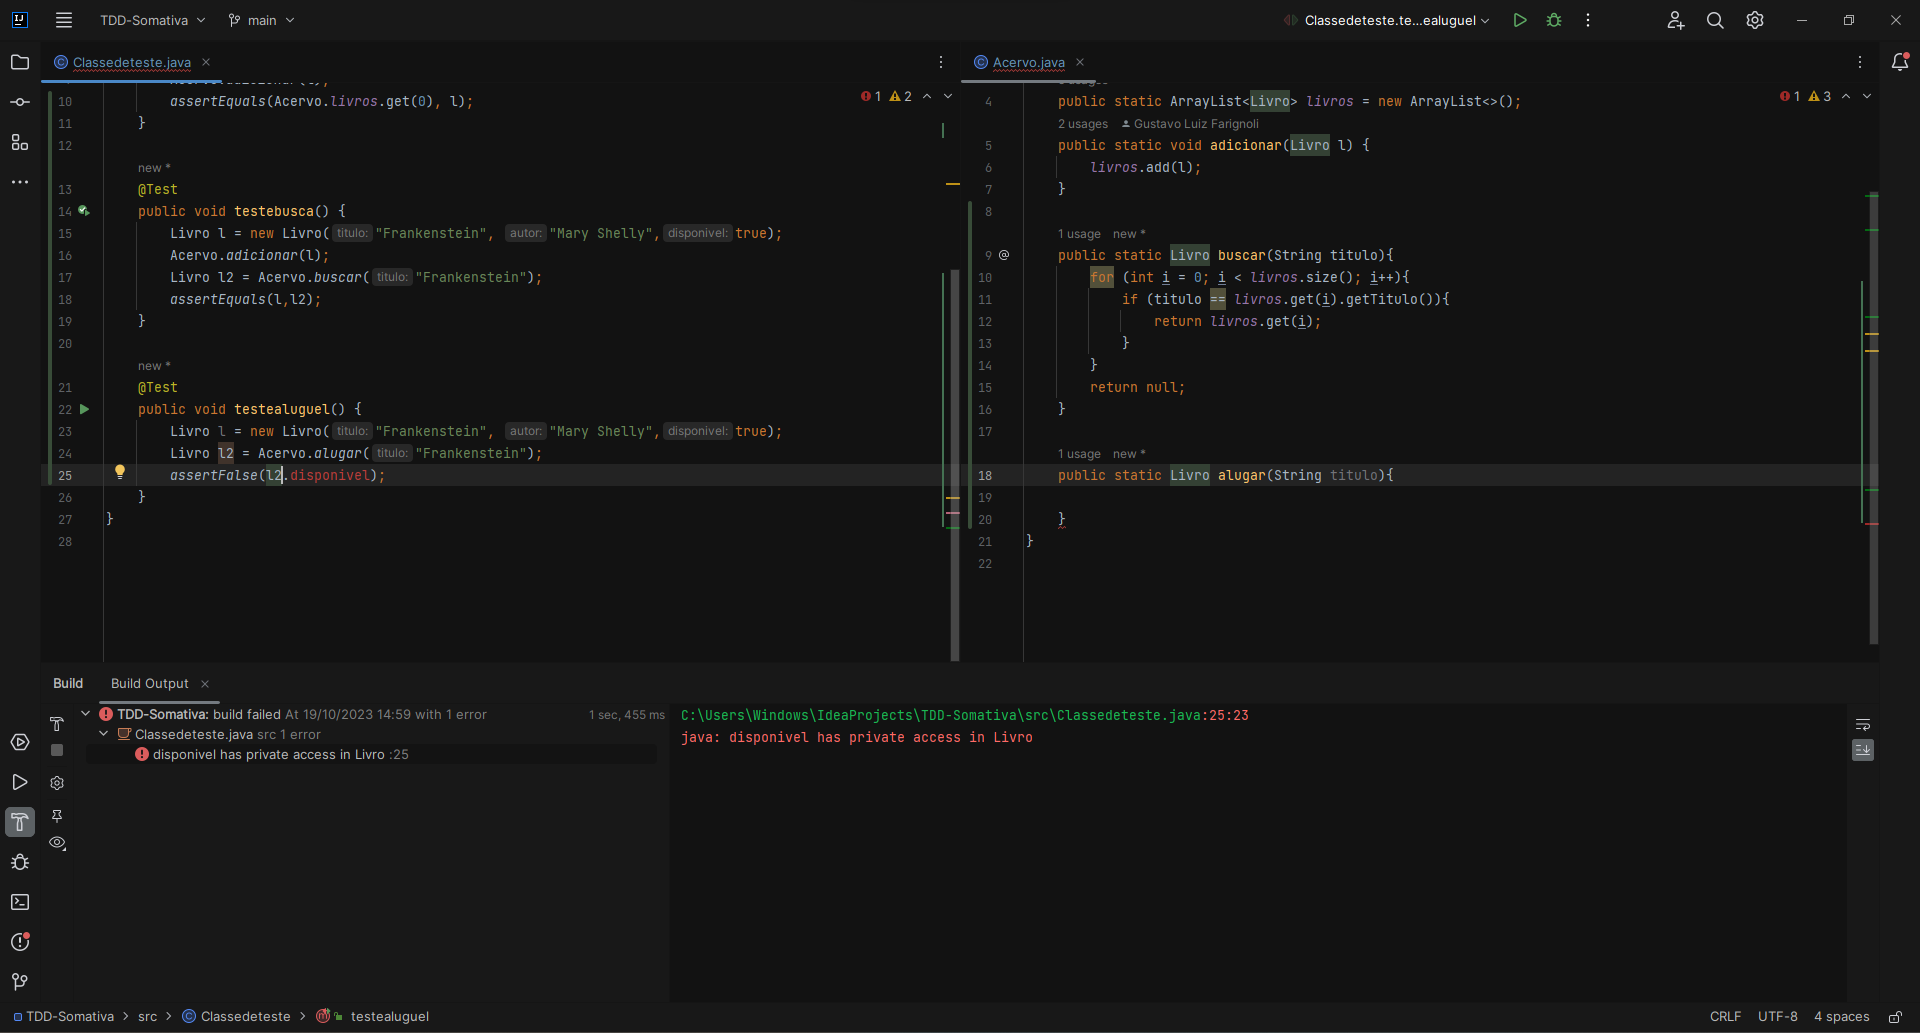 TDD-Somativa
main
Classedeteste.te...ealuguel
Classedeteste.java
10 assertEquals(Acervo.livros.get(0), l);
11 }
12
new *
13 @Test
14 public void testebusca() {
15 Livro l = new Livro( titulo: "Frankenstein", autor: "Mary Shelly", disponivel: true);
16 Acervo.adicionar(l);
17 Livro l2 = Acervo.buscar( titulo: "Frankenstein");
18 assertEquals(l,l2);
19 }
20
new *
21 @Test
22 public void testealuguel() {
23 Livro l = new Livro( titulo: "Frankenstein", autor: "Mary Shelly", disponivel: true);
24 Livro l2 = Acervo.alugar( titulo: "Frankenstein");
25 assertFalse(l2.disponivel);
26 }
27 }
28
1 2
Acervo.java
4 public static ArrayList<Livro> livros = new ArrayList<>();
2 usages Gustavo Luiz Farignoli
5 public static void adicionar(Livro l) {
6 livros.add(l);
7 }
8
1 usage new *
9 @ public static Livro buscar(String titulo){
10 for (int i = 0; i < livros.size(); i++){
11 if (titulo == livros.get(i).getTitulo()){
12 return livros.get(i);
13 }
14 }
15 return null;
16 }
17
1 usage new *
18 public static Livro alugar(String titulo){
19
20 }
21 }
22
1 3
Build Build Output
TDD-Somativa: build failed At 19/10/2023 14:59 with 1 error 1 sec, 455 ms
Classedeteste.java src 1 error
disponivel has private access in Livro :25
C:\Users\Windows\IdeaProjects\TDD-Somativa\src\Classedeteste.java:25:23
java: disponivel has private access in Livro
TDD-Somativa > src > Classedeteste > testealuguel
CRLF UTF-8 4 spaces